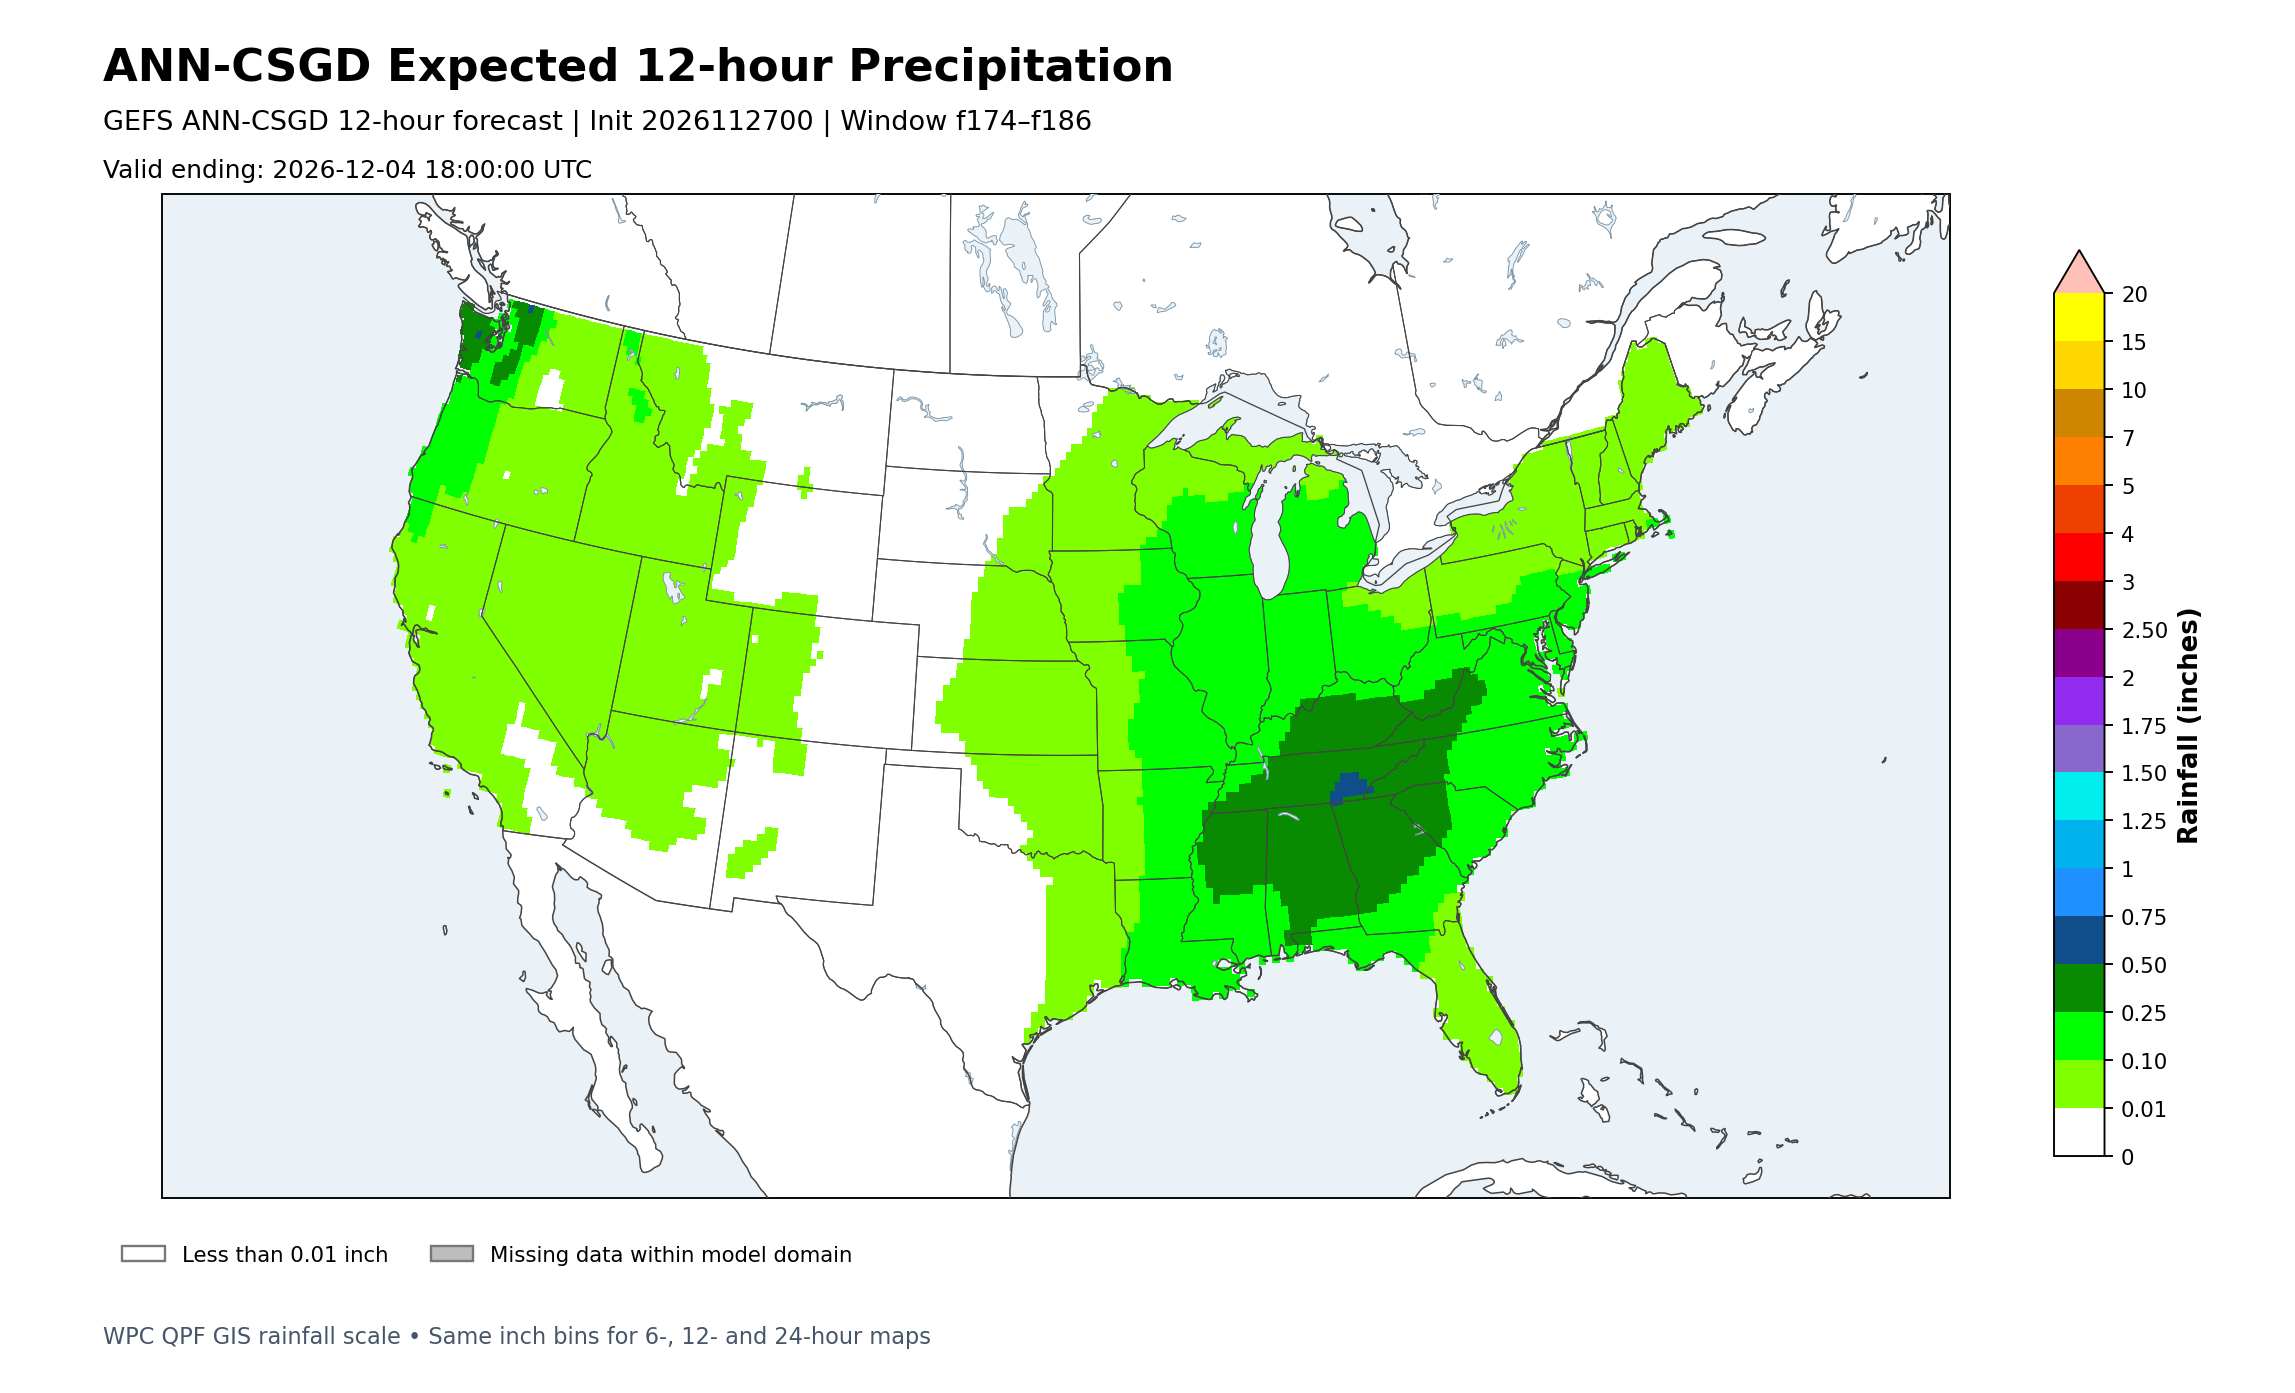 ANN-CSGD Expected 12-hour Precipitation
GEFS ANN-CSGD 12-hour forecast | Init 2026112700 | Window f174–f186
Valid ending: 2026-12-04 18:00:00 UTC
20
15
10
7
5
4
3
2.50
2
1.75
1.50
1.25
1
0.75
0.50
0.25
0.10
0.01
0
Rainfall (inches)
Less than 0.01 inch
Missing data within model domain
WPC QPF GIS rainfall scale • Same inch bins for 6-, 12- and 24-hour maps